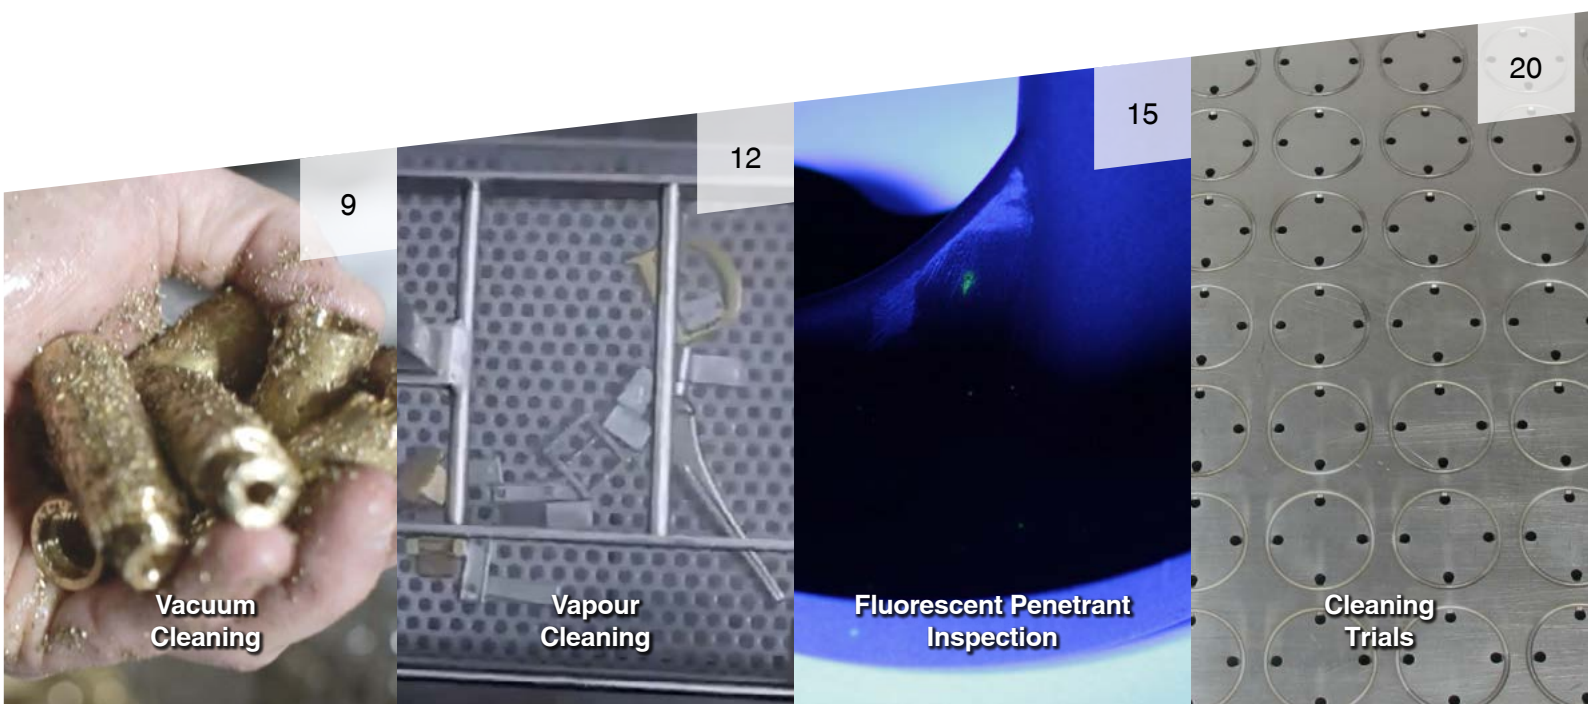 9
Vacuum
Cleaning
12
Vapour
Cleaning
15
Fluorescent Penetrant
Inspection
20
Cleaning
Trials